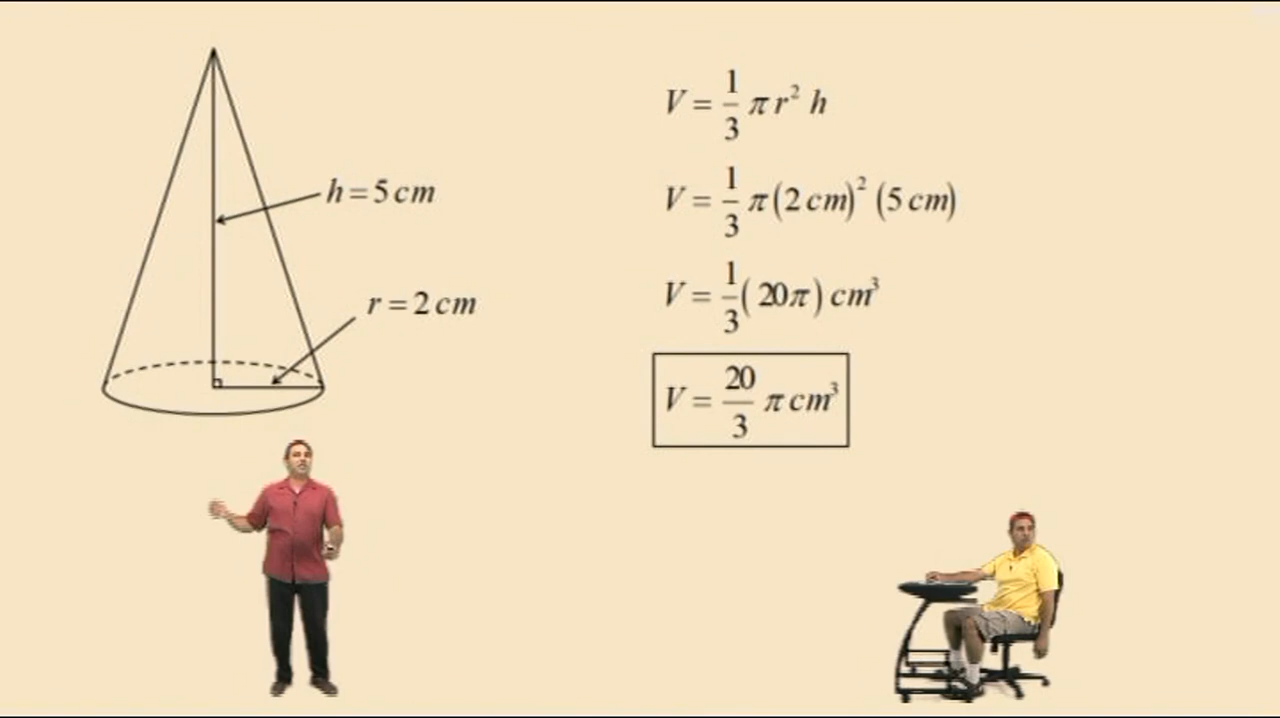 h = 5 cm
r = 2 cm
V = 1/3 π r² h
V = 1/3 π(2 cm)² (5 cm)
V = 1/3 ( 20π ) cm³
V = 20/3 π cm³